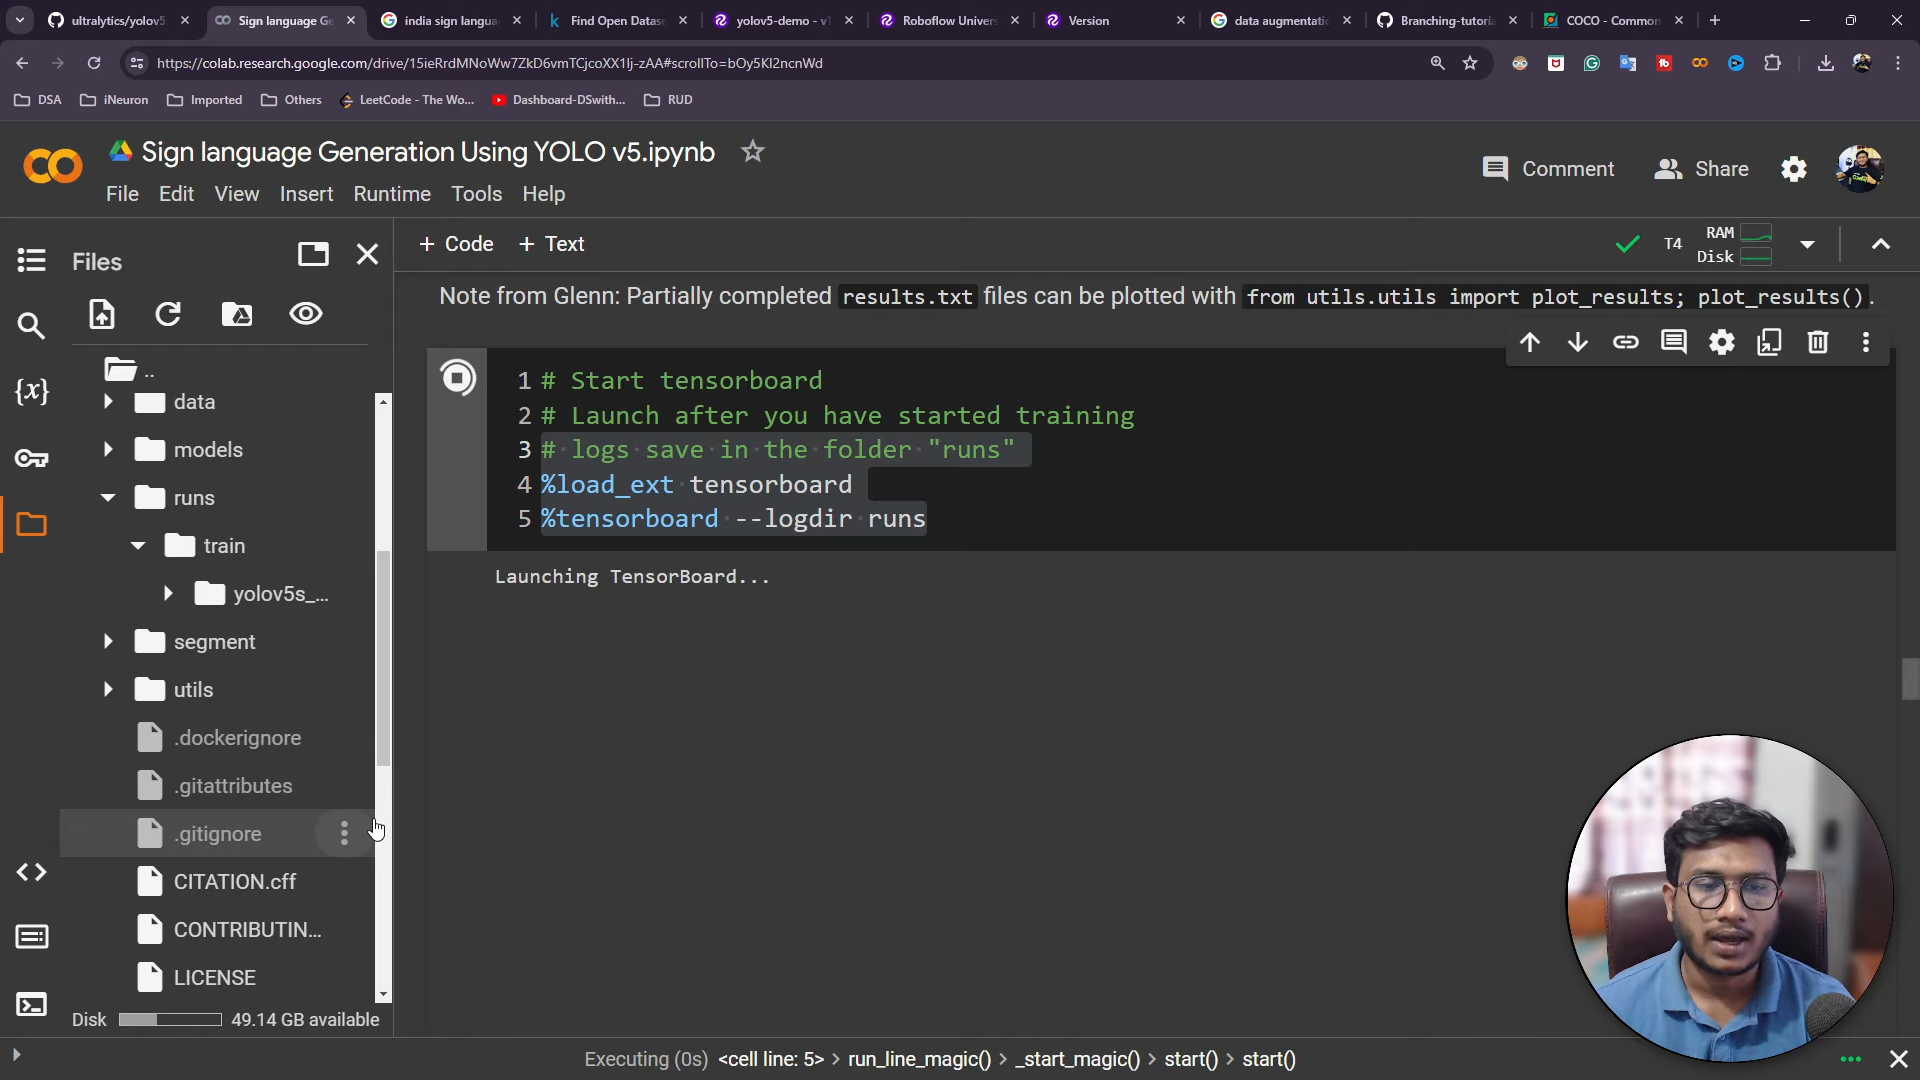 ultralytics/yolov5
Sign language Ge
india sign langua
Find Open Datase
yolov5-demo - v1
Roboflow Univers
Version
data augmentatic
Branching-tutoria
COCO - Common
https://colab.research.google.com/drive/15ieRrdMNoWw7ZkD6vmTCjcoXX1Ij-zAA#scrollTo=bOy5KI2ncnWd
DSA
iNeuron
Imported
Others
LeetCode - The Wo...
Dashboard-DSwith...
RUD
Sign language Generation Using YOLO v5.ipynb
File Edit View Insert Runtime Tools Help
Comment
Share
Files
+ Code + Text
T4
RAM
Disk
..
data
models
runs
train
yolov5s_...
segment
utils
.dockerignore
.gitattributes
.gitignore
CITATION.cff
CONTRIBUTIN...
LICENSE
Disk 49.14 GB available
Note from Glenn: Partially completed results.txt files can be plotted with from utils.utils import plot_results; plot_results().
1 # Start tensorboard
2 # Launch after you have started training
3 # logs save in the folder "runs"
4 %load_ext tensorboard
5 %tensorboard --logdir runs
Launching TensorBoard...
Executing (0s) <cell line: 5> > run_line_magic() > _start_magic() > start() > start()